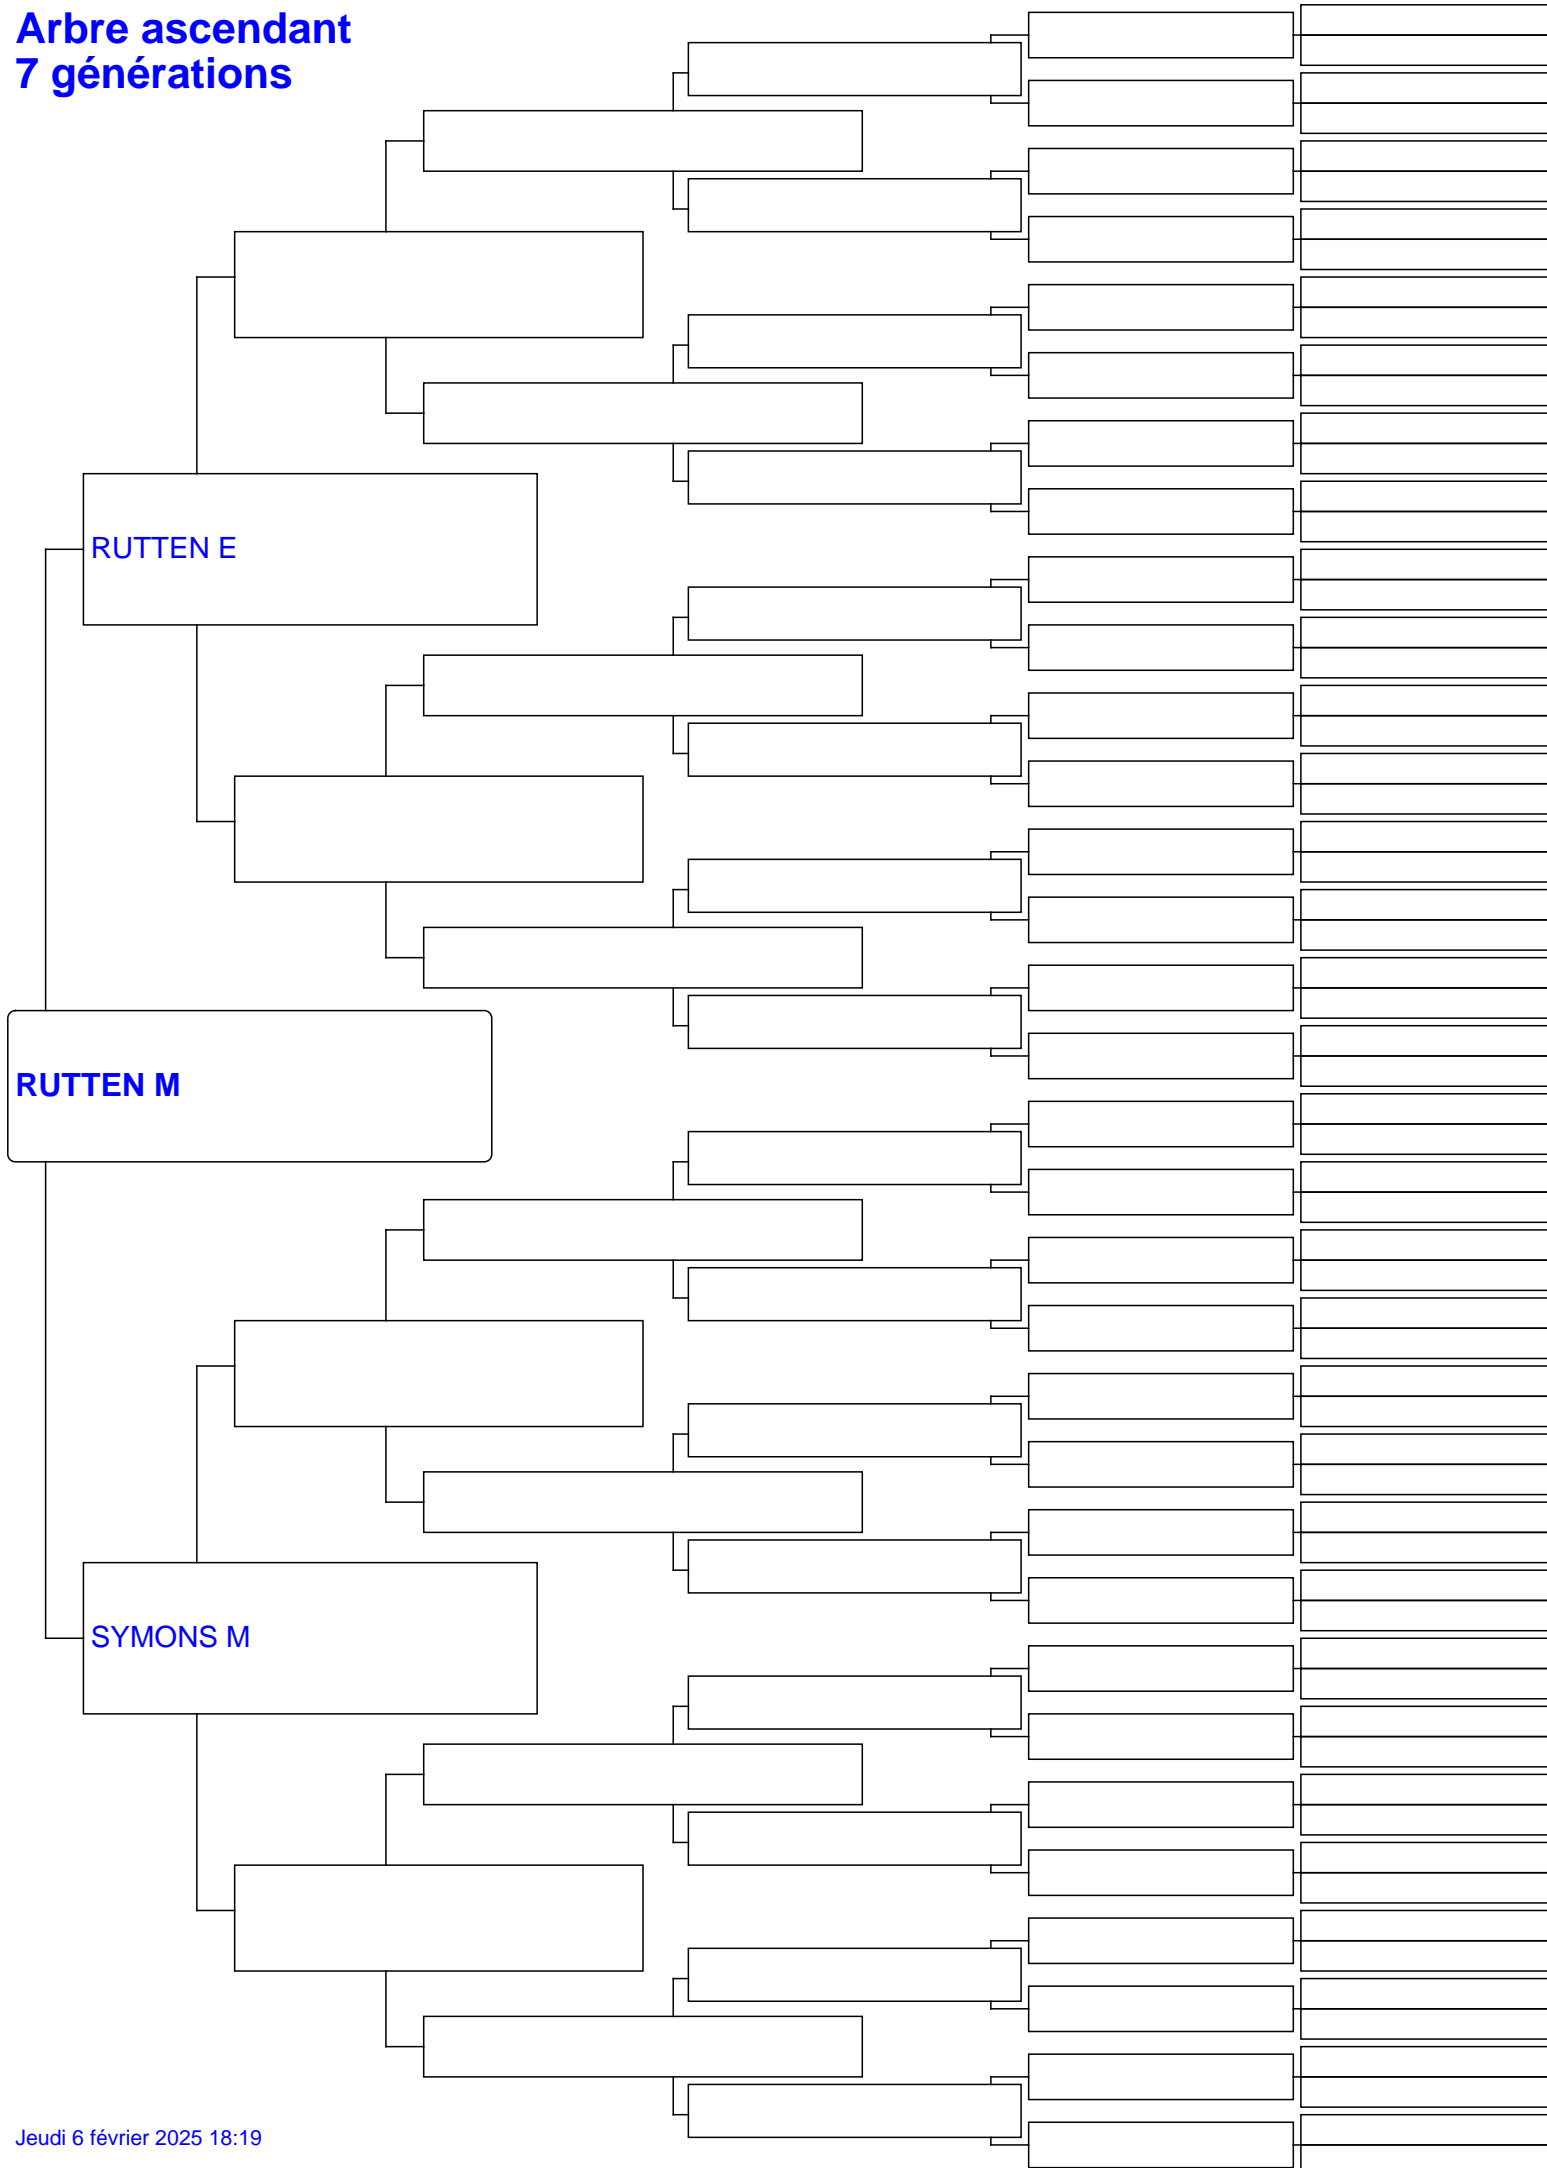 Arbre ascendant
7 générations
RUTTEN E
RUTTEN M
SYMONS M
Jeudi 6 février 2025 18:19